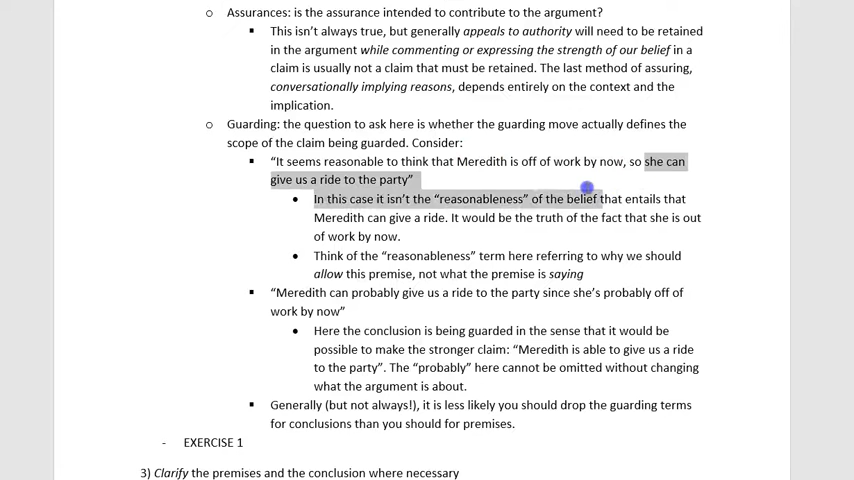 o Assurances: is the assurance intended to contribute to the argument?
▪ This isn't always true, but generally appeals to authority will need to be retained
in the argument while commenting or expressing the strength of our belief in a
claim is usually not a claim that must be retained. The last method of assuring,
conversationally implying reasons, depends entirely on the context and the
implication.
o Guarding: the question to ask here is whether the guarding move actually defines the
scope of the claim being guarded. Consider:
▪ “It seems reasonable to think that Meredith is off of work by now, so she can
give us a ride to the party”
• In this case it isn't the “reasonableness” of the belief that entails that
Meredith can give a ride. It would be the truth of the fact that she is out
of work by now.
• Think of the “reasonableness” term here referring to why we should
allow this premise, not what the premise is saying
▪ “Meredith can probably give us a ride to the party since she's probably off of
work by now”
• Here the conclusion is being guarded in the sense that it would be
possible to make the stronger claim: “Meredith is able to give us a ride
to the party”. The “probably” here cannot be omitted without changing
what the argument is about.
▪ Generally (but not always!), it is less likely you should drop the guarding terms
for conclusions than you should for premises.
- EXERCISE 1
3) Clarify the premises and the conclusion where necessary